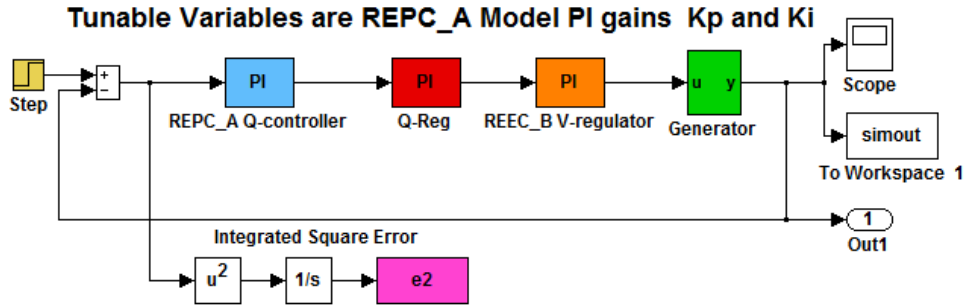 Tunable Variables are REPC_A Model PI gains Kp and Ki
+
−
Step
PI
REPC_A Q-controller
PI
Q-Reg
PI
REEC_B V-regulator
u y
Generator
Scope
simout
To Workspace 1
1
Out1
Integrated Square Error
u²
1/s
e2